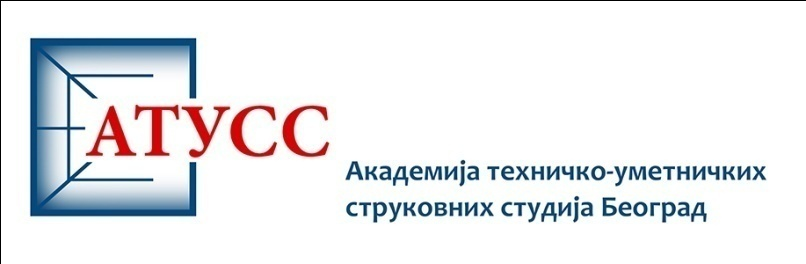 АТУСС
Академија техничко-уметничких
струковних студија Београд